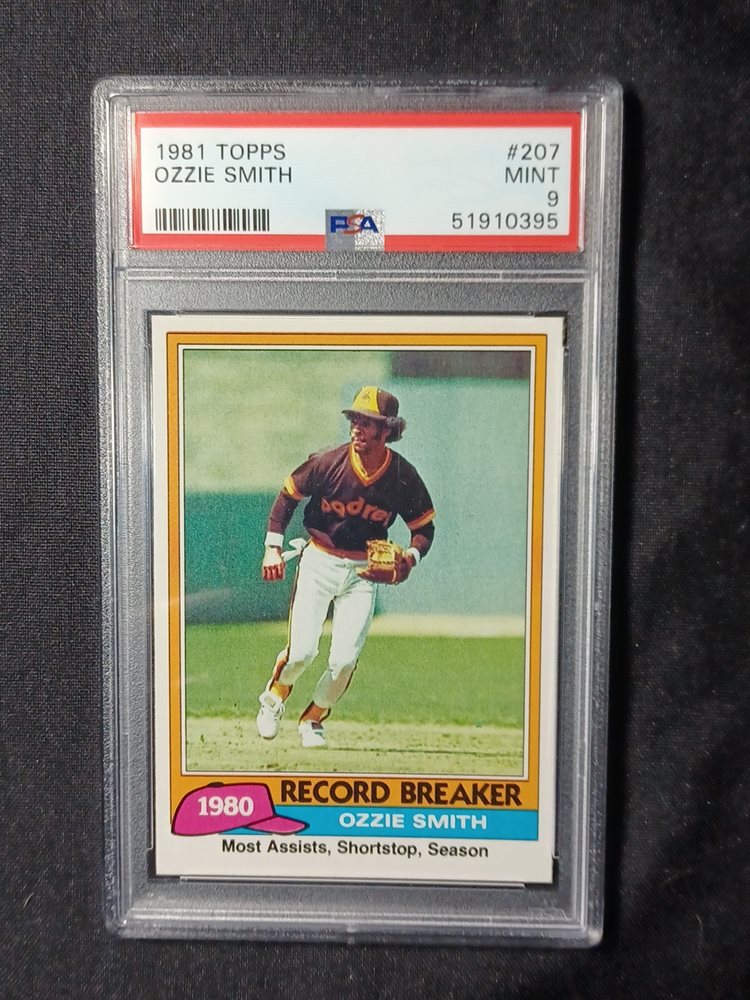 1981 TOPPS #207
OZZIE SMITH MINT
9
PSA 51910395
padres
1980 RECORD BREAKER
OZZIE SMITH
Most Assists, Shortstop, Season